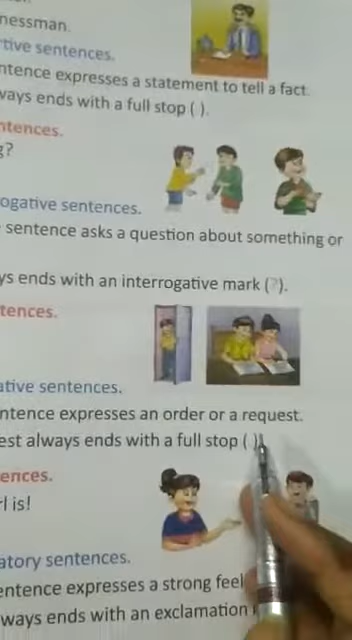 nessman.
tive sentences.
ntence expresses a statement to tell a fact.
ways ends with a full stop ( ).
ntences.
g?
ogative sentences.
sentence asks a question about something or
ys ends with an interrogative mark (?).
tences.
ative sentences.
ntence expresses an order or a request.
est always ends with a full stop ( )
ences.
l is!
atory sentences.
entence expresses a strong feel
ways ends with an exclamation